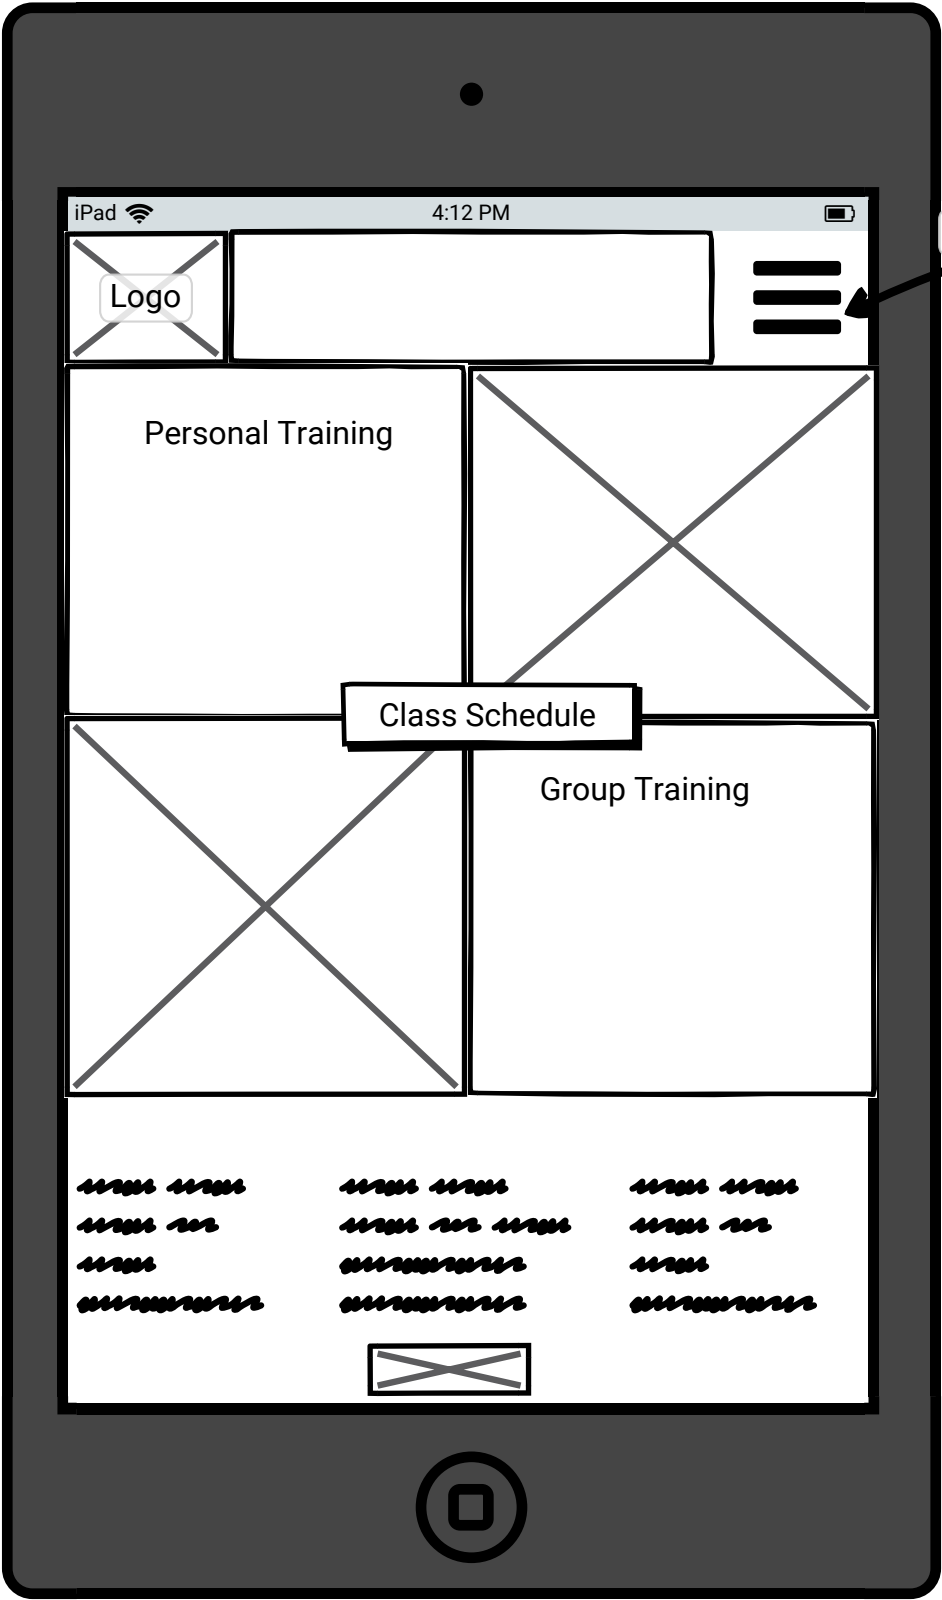 iPad 4:12 PM
Logo
Personal Training
Class Schedule
Group Training